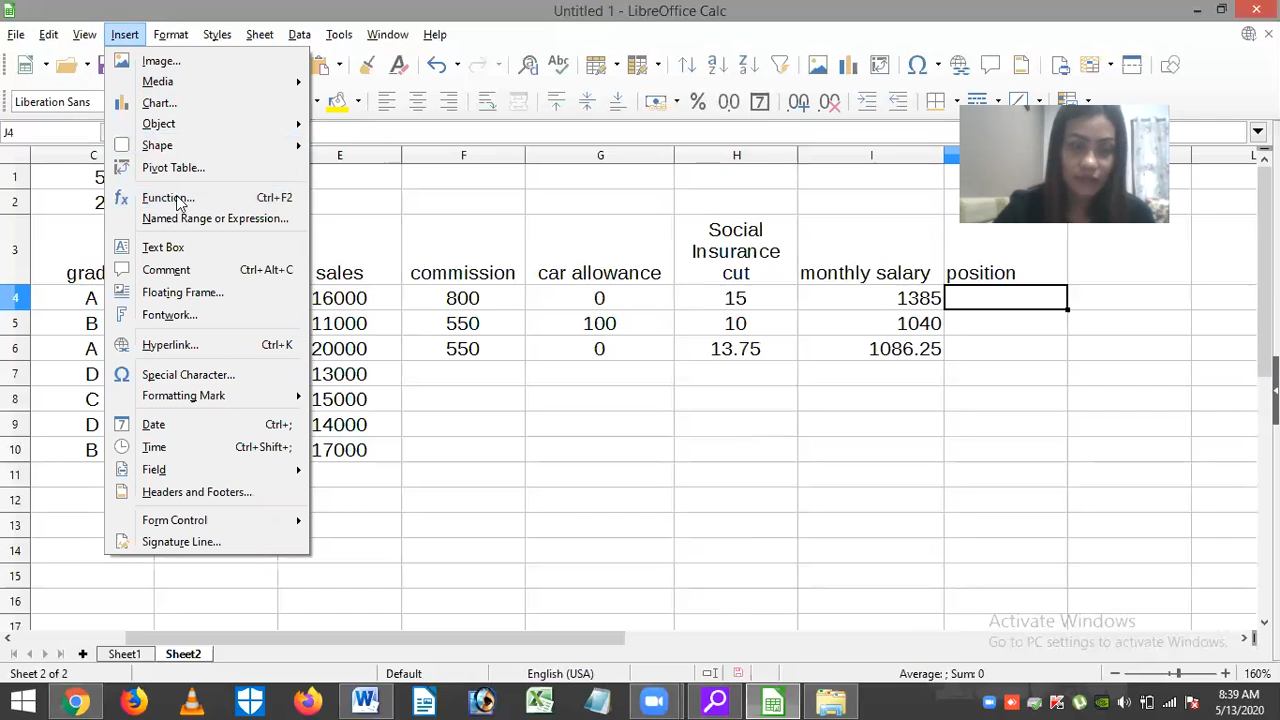 Untitled 1 - LibreOffice Calc
File Edit View Insert Format Styles Sheet Data Tools Window Help
Liberation Sans
J4
Image...
Media
Chart...
Object
Shape
Pivot Table...
Function... Ctrl+F2
Named Range or Expression...
Text Box
Comment Ctrl+Alt+C
Floating Frame...
Fontwork...
Hyperlink... Ctrl+K
Special Character...
Formatting Mark
Date Ctrl+;
Time Ctrl+Shift+;
Field
Headers and Footers...
Form Control
Signature Line...
C E F G H I L
1 5
2 2
3 grad sales commission car allowance Social Insurance cut monthly salary position
4 A 16000 800 0 15 1385
5 B 11000 550 100 10 1040
6 A 20000 550 0 13.75 1086.25
7 D 13000
8 C 15000
9 D 14000
10 B 17000
11
12
13
14
15
16
17
Activate Windows
Go to PC settings to activate Windows.
Sheet1 Sheet2
Sheet 2 of 2 Default English (USA) Average: ; Sum: 0 160%
8:39 AM
5/13/2020